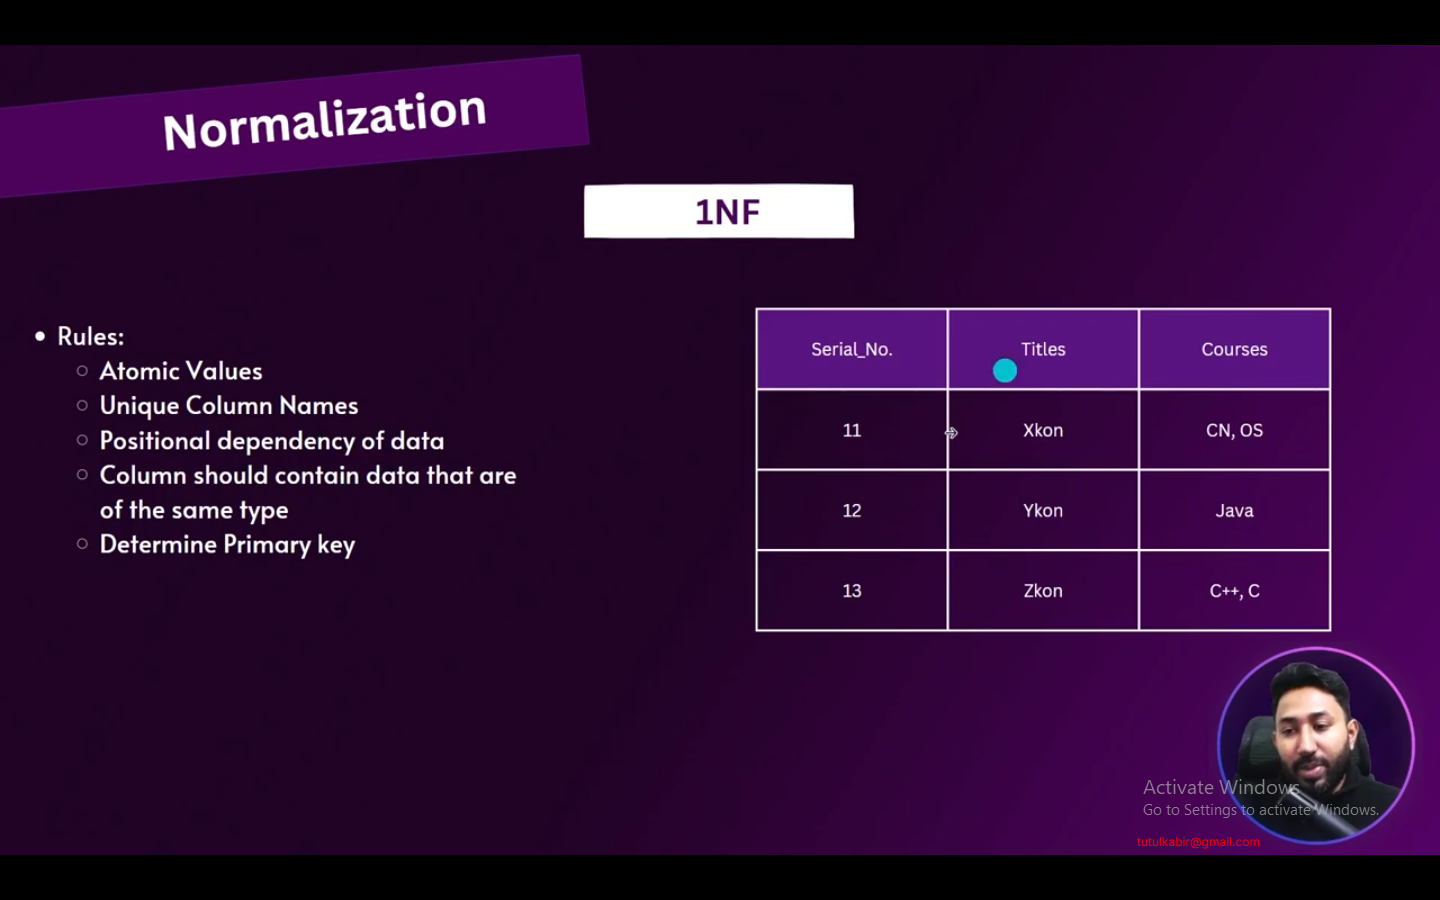 Normalization
1NF
Rules:
Atomic Values
Unique Column Names
Positional dependency of data
Column should contain data that are
of the same type
Determine Primary key
Serial_No. Titles Courses
11 Xkon CN, OS
12 Ykon Java
13 Zkon C++, C
Activate Windows
Go to Settings to activate Windows.
tutulkabir@gmail.com